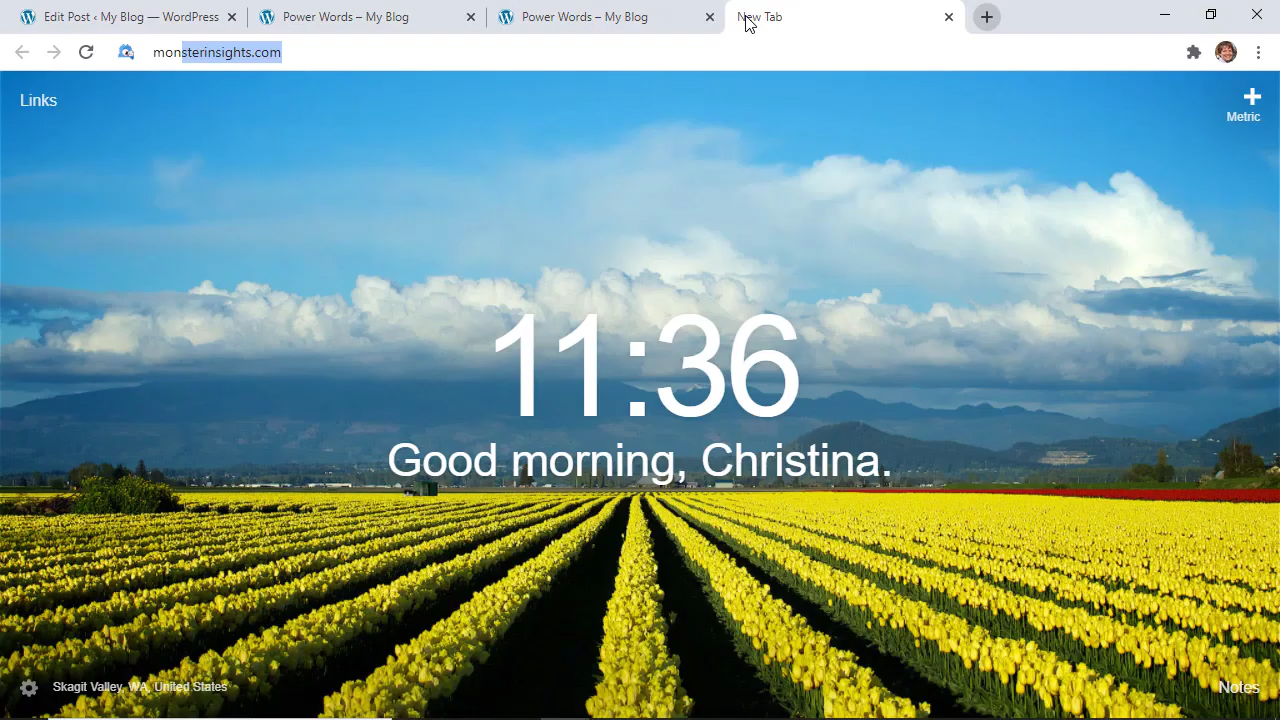 Edit Post ‹ My Blog — WordPress
Power Words – My Blog
Power Words – My Blog
New Tab
monsterinsights.com
Links
Metric
11:36
Good morning, Christina.
Skagit Valley, WA, United States
Notes